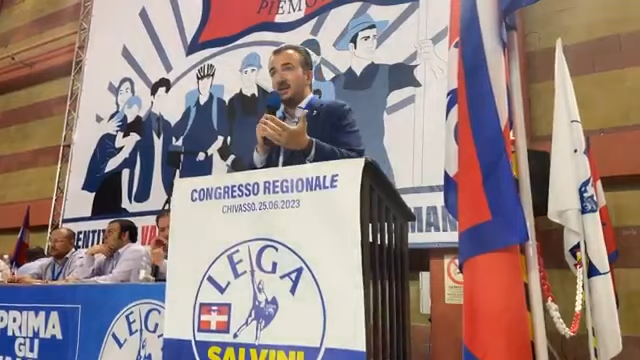 PIEMO
CONGRESSO REGIONALE
CHIVASSO. 25.06.2023
LEGA
SALVINI
PRIMA
GLI
LEGA